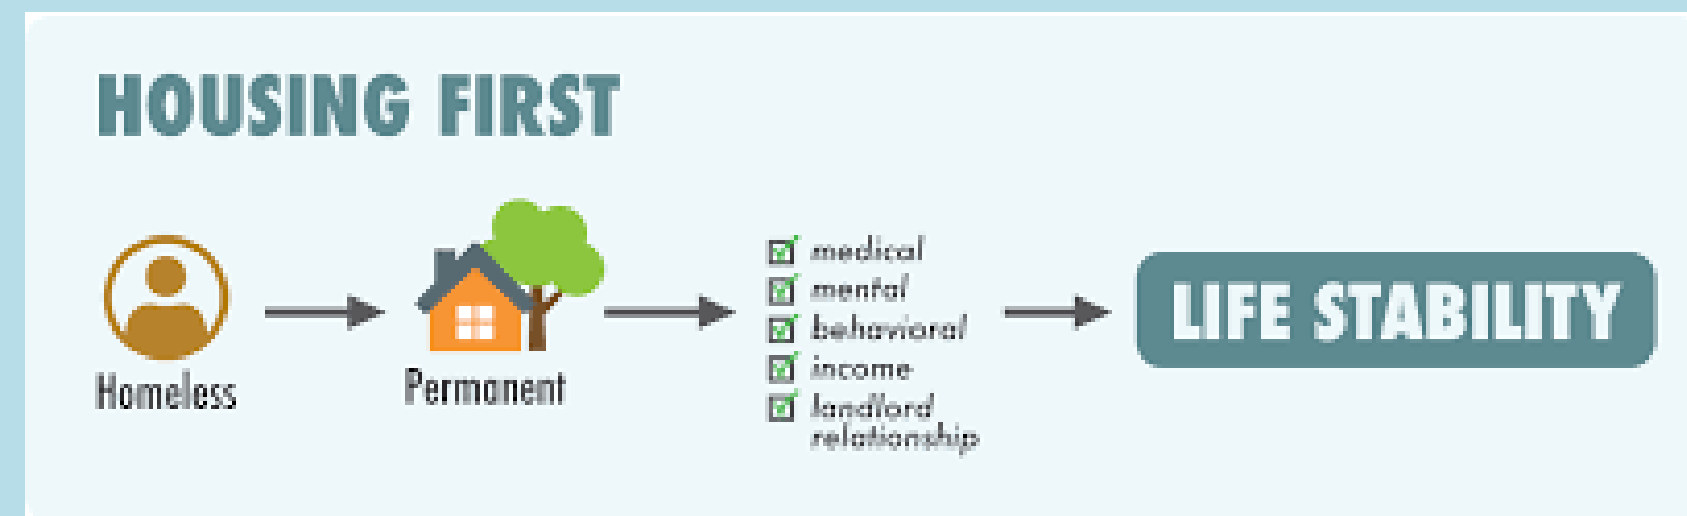 HOUSING FIRST
Homeless
Permanent
medical
mental
behavioral
income
landlord
relationship
LIFE STABILITY